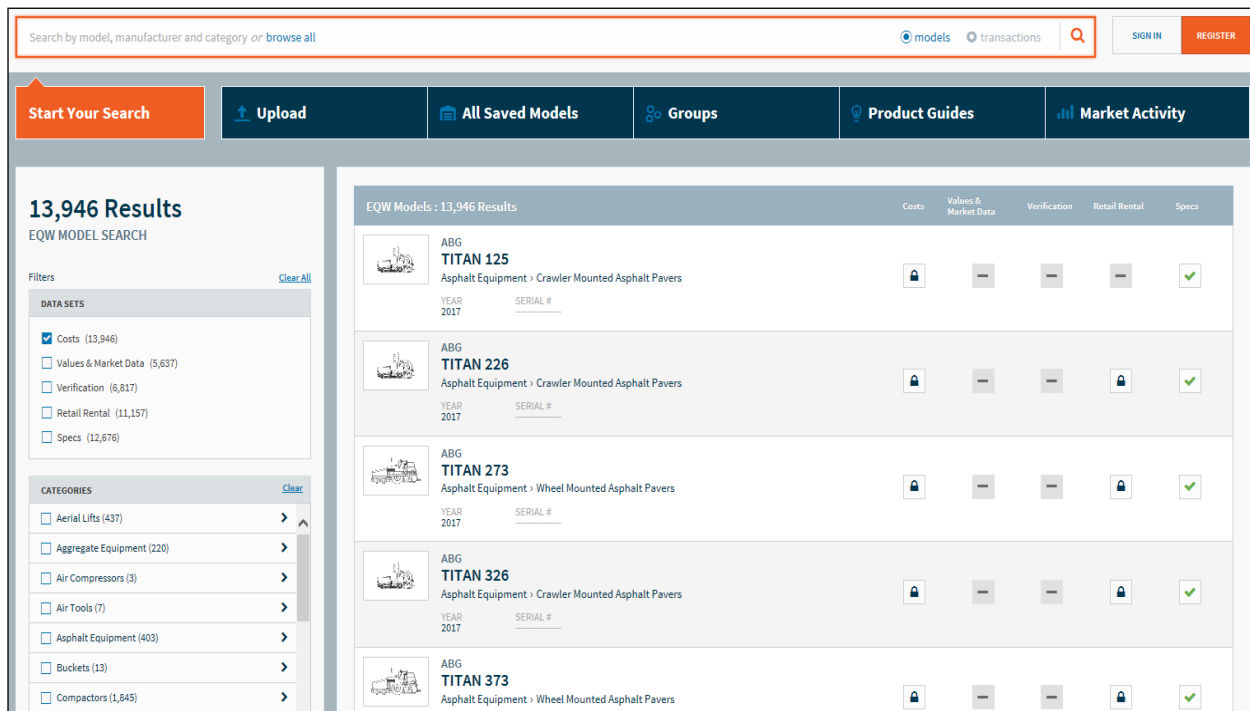 Search by model, manufacturer and category or browse all
models
transactions
SIGN IN
REGISTER
Start Your Search
Upload
All Saved Models
Groups
Product Guides
Market Activity
13,946 Results
EQW MODEL SEARCH
Filters
Clear All
DATA SETS
Costs (13,946)
Values & Market Data (5,637)
Verification (6,817)
Retail Rental (11,157)
Specs (12,676)
CATEGORIES
Clear
Aerial Lifts (437)
Aggregate Equipment (220)
Air Compressors (3)
Air Tools (7)
Asphalt Equipment (403)
Buckets (13)
Compactors (1,845)
EQW Models : 13,946 Results
Costs
Values &
Market Data
Verification
Retail Rental
Specs
ABG
TITAN 125
Asphalt Equipment › Crawler Mounted Asphalt Pavers
YEAR SERIAL #
2017
ABG
TITAN 226
Asphalt Equipment › Crawler Mounted Asphalt Pavers
YEAR SERIAL #
2017
ABG
TITAN 273
Asphalt Equipment › Wheel Mounted Asphalt Pavers
YEAR SERIAL #
2017
ABG
TITAN 326
Asphalt Equipment › Crawler Mounted Asphalt Pavers
YEAR SERIAL #
2017
ABG
TITAN 373
Asphalt Equipment › Wheel Mounted Asphalt Pavers